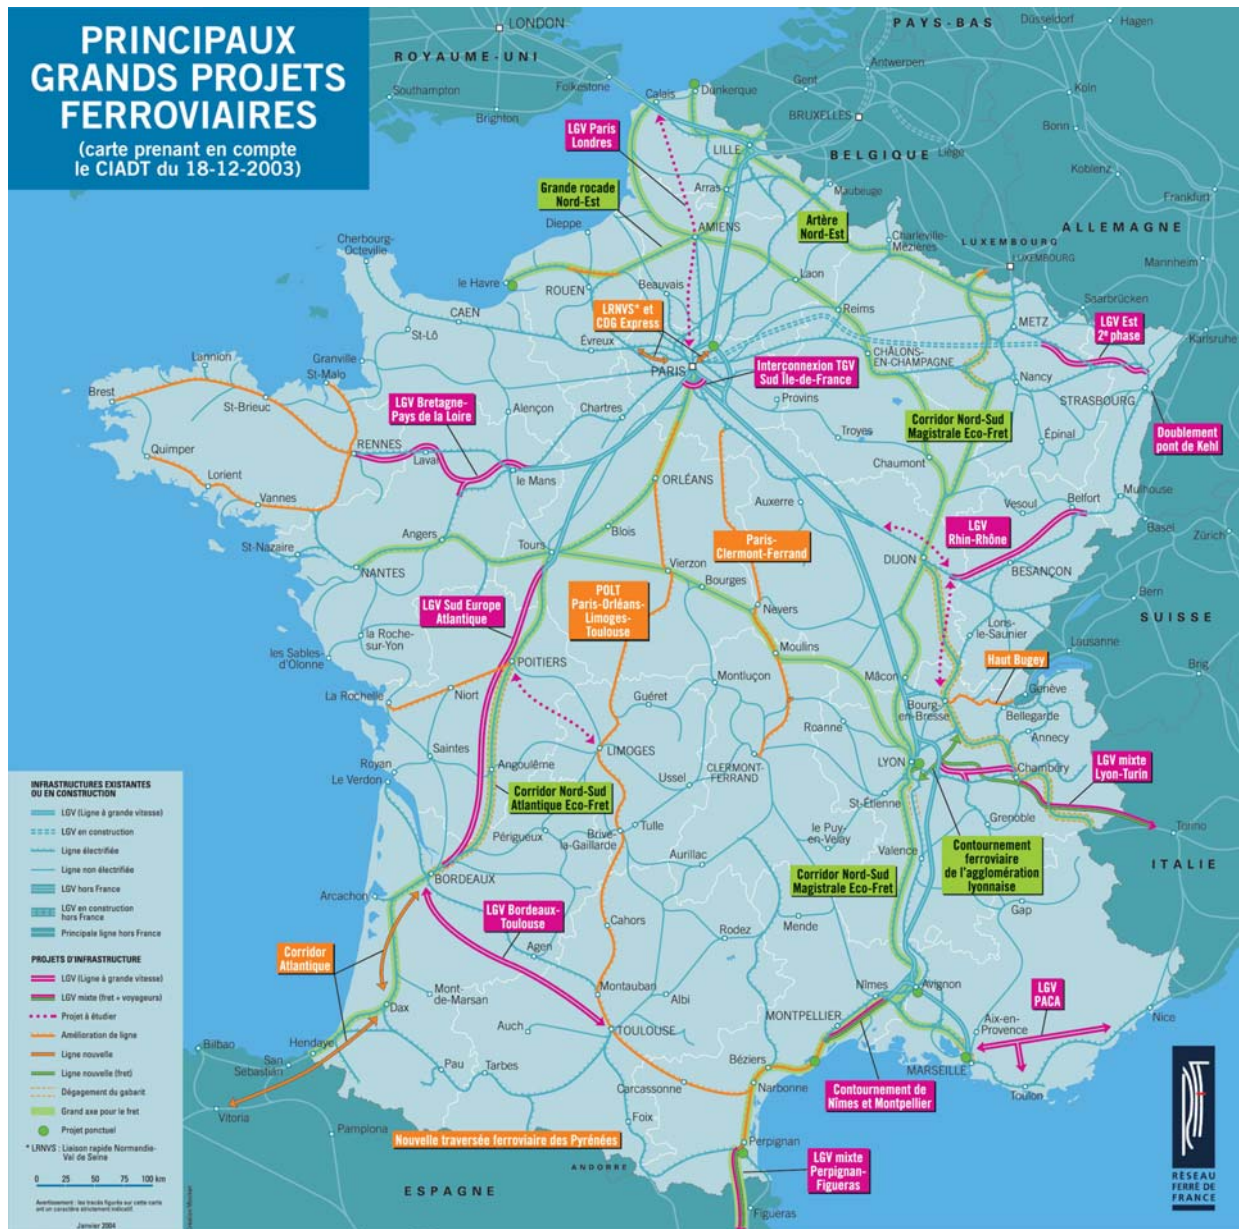 PRINCIPAUX
GRANDS PROJETS
FERROVIAIRES
(carte prenant en compte
le CIADT du 18-12-2003)
LONDON
ROYAUME-UNI
Southampton
Brighton
Folkestone
PAYS-BAS
Düsseldorf
Hagen
Antwerpen
Gent
Köln
BRUXELLES
Bonn
BELGIQUE
Liège
Koblenz
Frankfurt
ALLEMAGNE
LUXEMBOURG
LUXEMBOURG
Mannheim
Saarbrücken
Karlsruhe
Calais
Dunkerque
LGV Paris
Londres
LILLE
Maubeuge
Grande rocade
Nord-Est
Arras
Artère
Nord-Est
Dieppe
AMIENS
Charleville-
Mézières
Cherbourg-
Octeville
le Havre
ROUEN
Beauvais
Laon
Reims
METZ
LGV Est
2e phase
CAEN
St-Lô
LRNVS* et
CDG Express
Évreux
PARIS
Interconnexion TGV
Sud Île-de-France
CHÂLONS-
EN-CHAMPAGNE
Nancy
STRASBOURG
Lannion
Granville
St-Malo
Brest
St-Brieuc
LGV Bretagne-
Pays de la Loire
Alençon
Chartres
Provins
Troyes
Corridor Nord-Sud
Magistrale Eco-Fret
Épinal
Doublement
pont de Kehl
Quimper
RENNES
Laval
le Mans
Chaumont
Lorient
ORLÉANS
Auxerre
Vesoul
Belfort
Mulhouse
Vannes
Basel
Zürich
St-Nazaire
Angers
Blois
Paris-
Clermont-Ferrand
LGV
Rhin-Rhône
Tours
Vierzon
DIJON
BESANÇON
NANTES
Bourges
Bern
LGV Sud Europe
Atlantique
POLT
Paris-Orléans-
Limoges-
Toulouse
Nevers
SUISSE
la Roche-
sur-Yon
Lons-
le-Saunier
Lausanne
les Sables-
d'Olonne
POITIERS
Moulins
Haut Bugey
Brig
La Rochelle
Niort
Montluçon
Mâcon
Guéret
Bourg-
en-Bresse
Genève
Bellegarde
Roanne
Annecy
Saintes
LIMOGES
Royan
Le Verdon
Angoulême
CLERMONT-
FERRAND
LYON
Chambéry
LGV mixte
Lyon-Turin
Ussel
Corridor Nord-Sud
Atlantique Eco-Fret
St-Étienne
Grenoble
Torino
Périgueux
Brive-
la-Gaillarde
Tulle
le Puy-
en-Velay
Valence
Contournement
ferroviaire
de l'agglomération
lyonnaise
ITALIE
Aurillac
Arcachon
BORDEAUX
Corridor Nord-Sud
Magistrale Eco-Fret
LGV Bordeaux-
Toulouse
Cahors
Mende
Gap
Corridor
Atlantique
Agen
Rodez
Mont-
de-Marsan
Montauban
Albi
Nîmes
Avignon
LGV
PACA
Dax
Auch
TOULOUSE
MONTPELLIER
Aix-en-
Provence
Nice
Bilbao
San
Sebastián
Hendaye
Pau
Tarbes
Béziers
MARSEILLE
Carcassonne
Narbonne
Contournement de
Nîmes et Montpellier
Toulon
Vitoria
Pamplona
Foix
Nouvelle traversée ferroviaire des Pyrénées
Perpignan
ANDORRE
LGV mixte
Perpignan-
Figueras
ESPAGNE
Figueras
INFRASTRUCTURES EXISTANTES
OU EN CONSTRUCTION
LGV (Ligne à grande vitesse)
LGV en construction
Ligne électrifiée
Ligne non électrifiée
LGV hors France
LGV en construction
hors France
Principale ligne hors France
PROJETS D'INFRASTRUCTURE
LGV (Ligne à grande vitesse)
LGV mixte (fret + voyageurs)
Projet à étudier
Amélioration de ligne
Ligne nouvelle
Ligne nouvelle (fret)
Dégagement du gabarit
Grand axe pour le fret
Projet ponctuel
* LRNVS : Liaison rapide Normandie-
Val de Seine
0 25 50 75 100 km
Avertissement : les tracés figurés sur cette carte
ont un caractère strictement indicatif.
Janvier 2004
RÉSEAU
FERRÉ DE
FRANCE